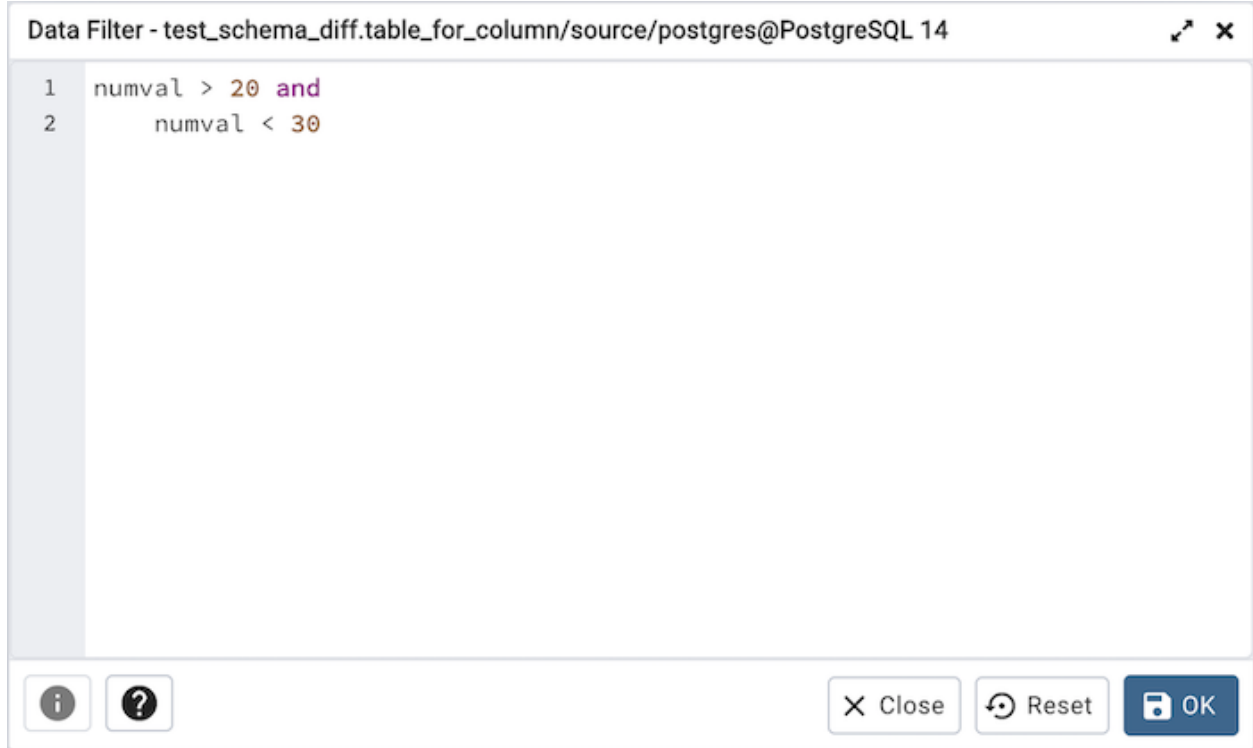 Data Filter - test_schema_diff.table_for_column/source/postgres@PostgreSQL 14
1 numval > 20 and
2 numval < 30
Close Reset OK